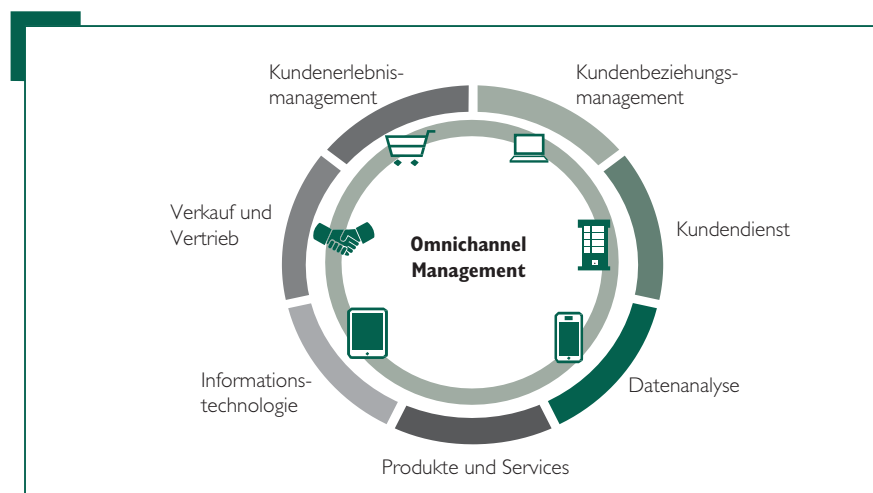 Kundenerlebnis-
management
Kundenbeziehungs-
management
Verkauf und
Vertrieb
Omnichannel
Management
Kundendienst
Informations-
technologie
Datenanalyse
Produkte und Services